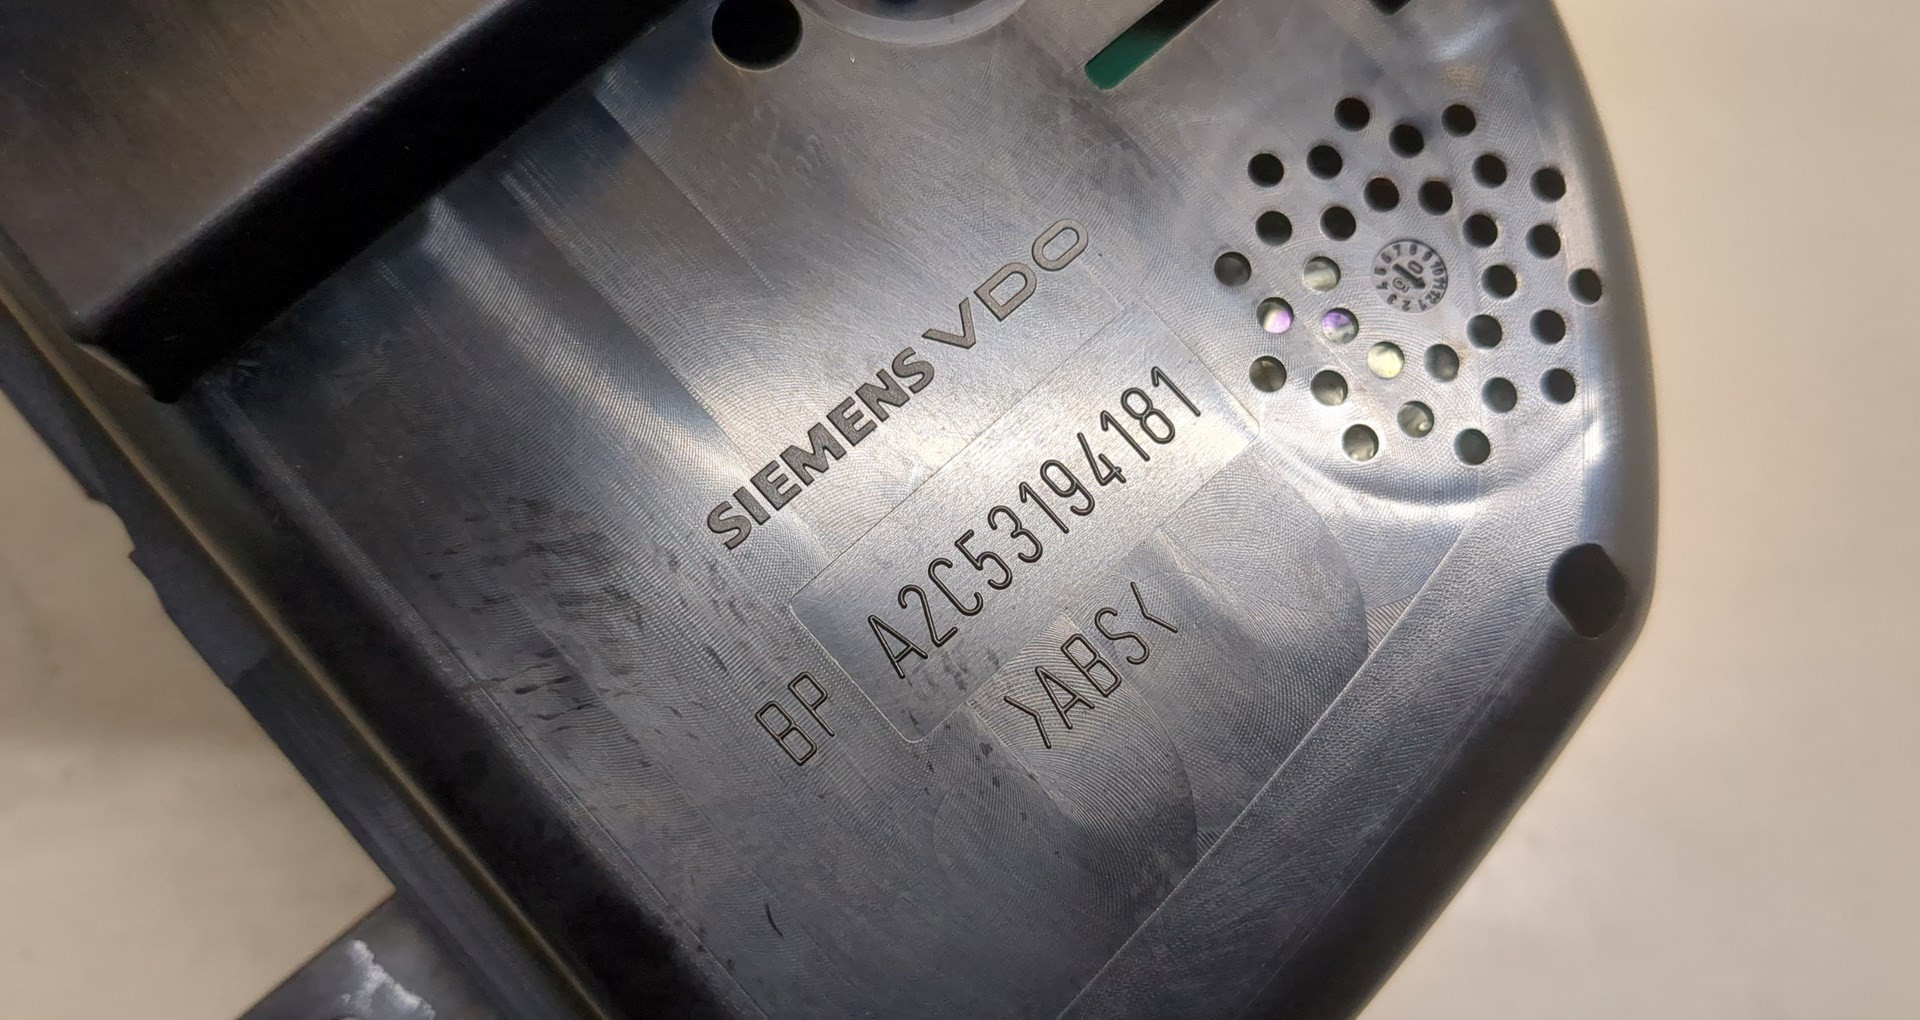 SIEMENS VDO
A2C53194181
BP
>ABS<